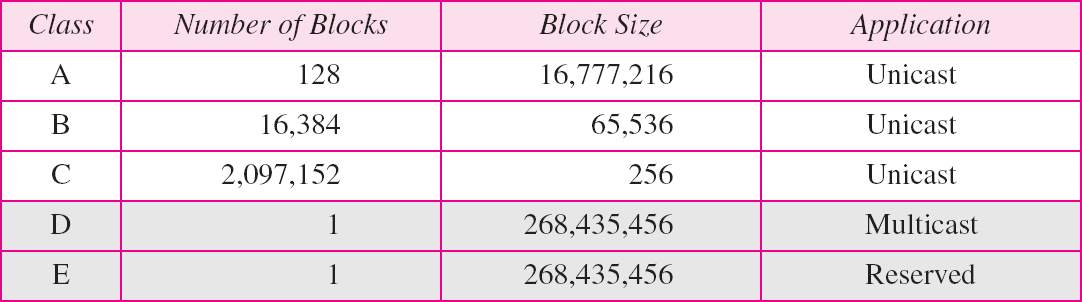 Class Number of Blocks Block Size Application
A 128 16,777,216 Unicast
B 16,384 65,536 Unicast
C 2,097,152 256 Unicast
D 1 268,435,456 Multicast
E 1 268,435,456 Reserved